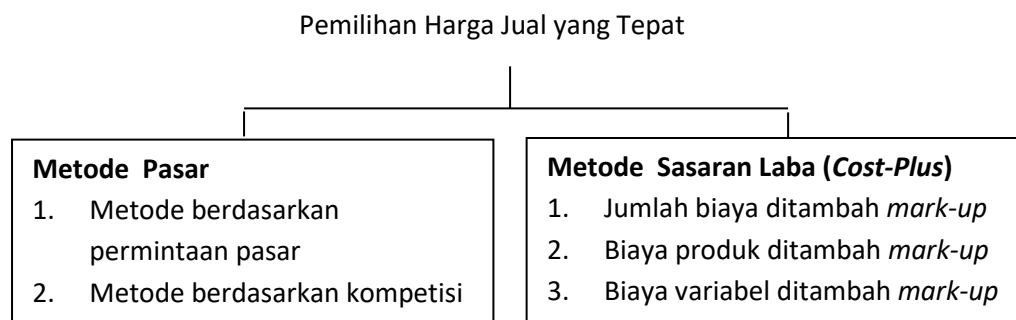 Pemilihan Harga Jual yang Tepat
Metode Pasar
1. Metode berdasarkan
permintaan pasar
2. Metode berdasarkan kompetisi
Metode Sasaran Laba (Cost-Plus)
1. Jumlah biaya ditambah mark-up
2. Biaya produk ditambah mark-up
3. Biaya variabel ditambah mark-up